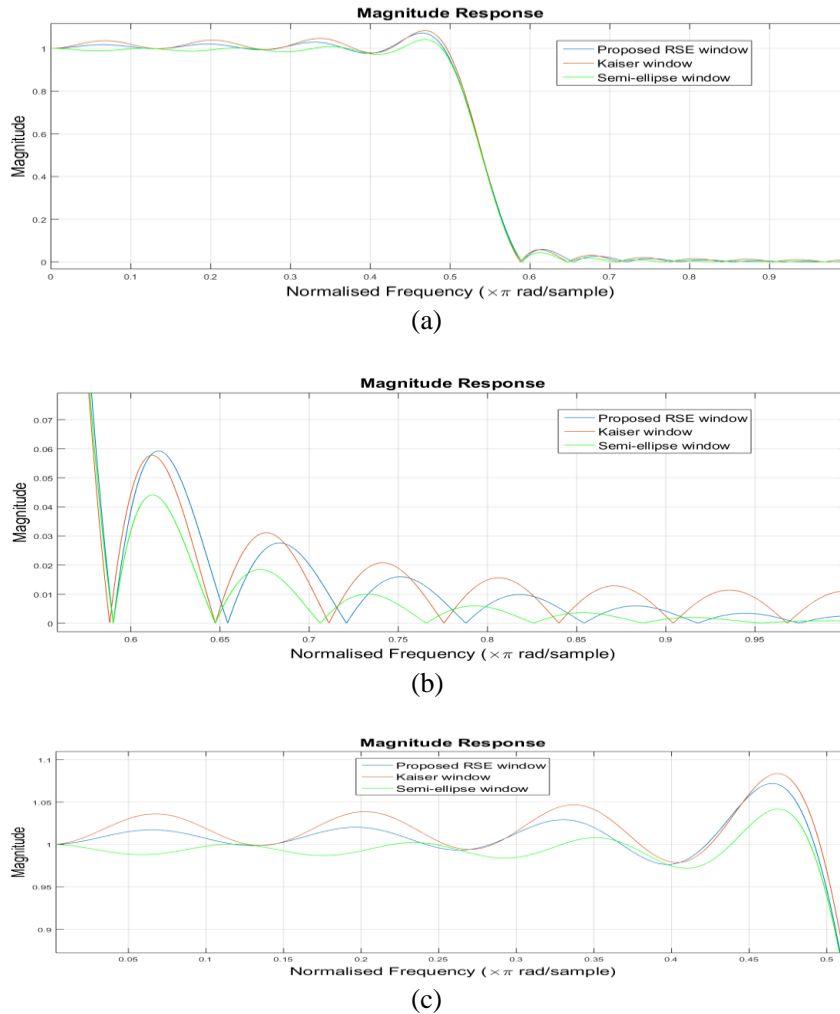 Magnitude Response
Proposed RSE window
Kaiser window
Semi-ellipse window
Magnitude
1
0.8
0.6
0.4
0.2
0
0 0.1 0.2 0.3 0.4 0.5 0.6 0.7 0.8 0.9
Normalised Frequency (×π rad/sample)
(a)
Magnitude Response
Proposed RSE window
Kaiser window
Semi-ellipse window
Magnitude
0.07
0.06
0.05
0.04
0.03
0.02
0.01
0
0.6 0.65 0.7 0.75 0.8 0.85 0.9 0.95
Normalised Frequency (×π rad/sample)
(b)
Magnitude Response
Proposed RSE window
Kaiser window
Semi-ellipse window
Magnitude
1.1
1.05
1
0.95
0.9
0.05 0.1 0.15 0.2 0.25 0.3 0.35 0.4 0.45 0.5
Normalised Frequency (×π rad/sample)
(c)